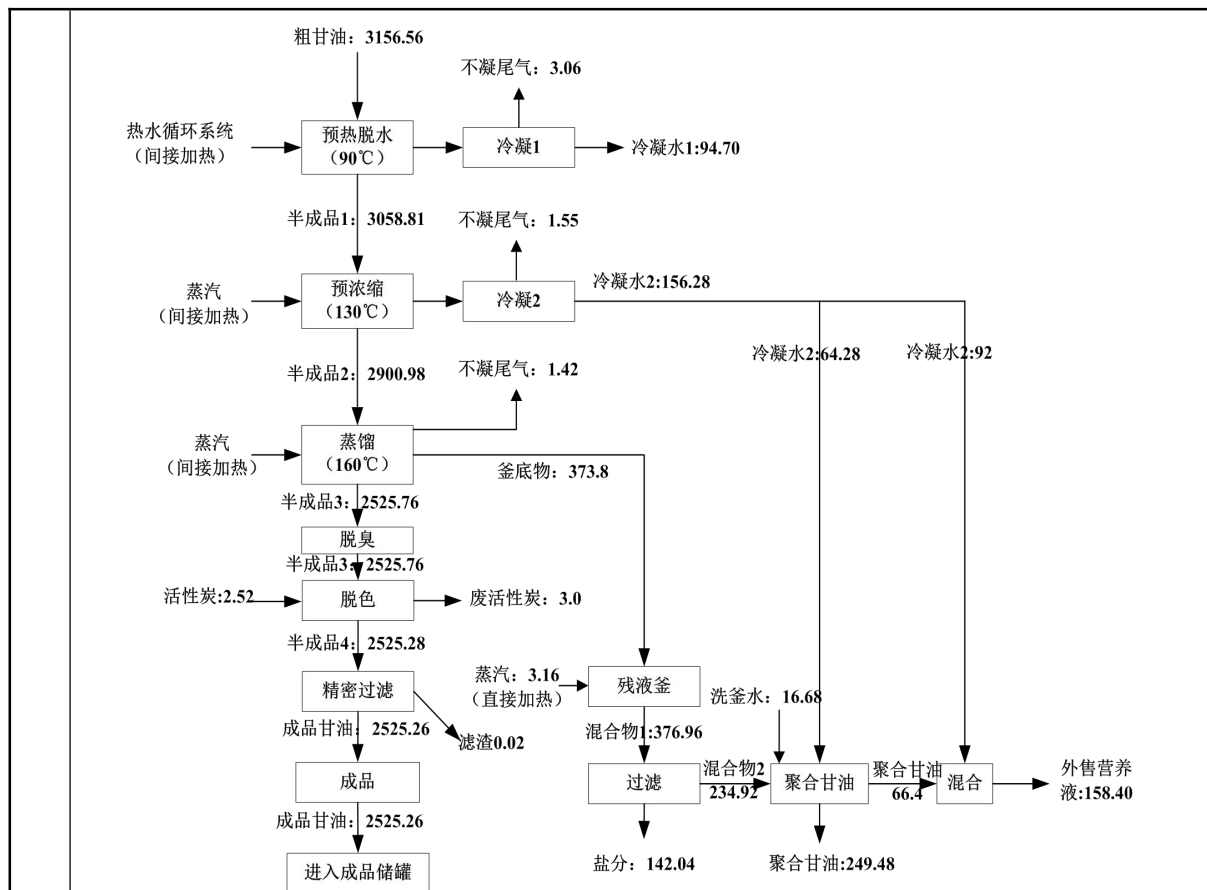 粗甘油：3156.56
不凝尾气：3.06
热水循环系统
（间接加热）
预热脱水
（90℃）
冷凝1
冷凝水1:94.70
半成品1：3058.81
不凝尾气：1.55
冷凝水2:156.28
蒸汽
（间接加热）
预浓缩
（130℃）
冷凝2
冷凝水2:64.28
冷凝水2:92
半成品2：2900.98
不凝尾气：1.42
蒸汽
（间接加热）
蒸馏
（160℃）
釜底物：373.8
半成品3：2525.76
脱臭
半成品3：2525.76
活性炭:2.52
脱色
废活性炭：3.0
半成品4：2525.28
蒸汽：3.16
（直接加热）
残液釜
精密过滤
洗釜水：16.68
成品甘油：2525.26
滤渣0.02
混合物1:376.96
成品
过滤
混合物2
234.92
聚合甘油
聚合甘油
66.4
混合
外售营养
液:158.40
成品甘油：2525.26
进入成品储罐
盐分：142.04
聚合甘油:249.48